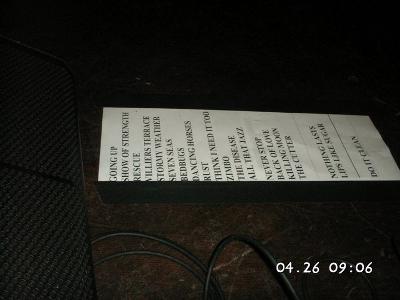 GOING UP
SHOW OF STRENGTH
RESCUE
VILLIERS TERRACE
STORMY WEATHER
SEVEN SEAS
BEDBUGS
DANCING HORSES
RUST
THINK I NEED IT TOO
ZIMBO
THE DISEASE
ALL THAT JAZZ
NEVER STOP
BACK OF LOVE
KILLING MOON
THE CUTTER
NOTHING LASTS
LIPS LIKE SUGAR
DO IT CLEAN
04.26 09:06